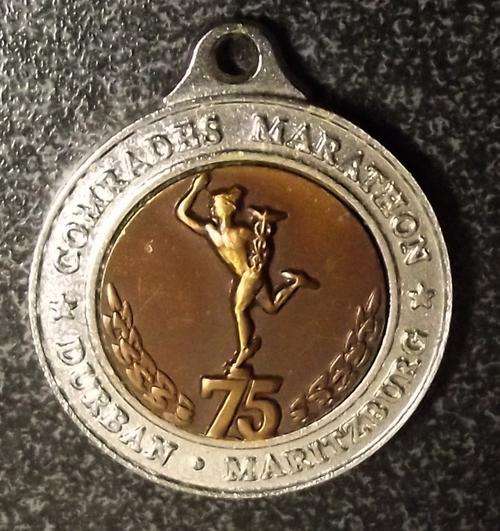 COMRADES MARATHON
75
DURBAN • MARITZBURG